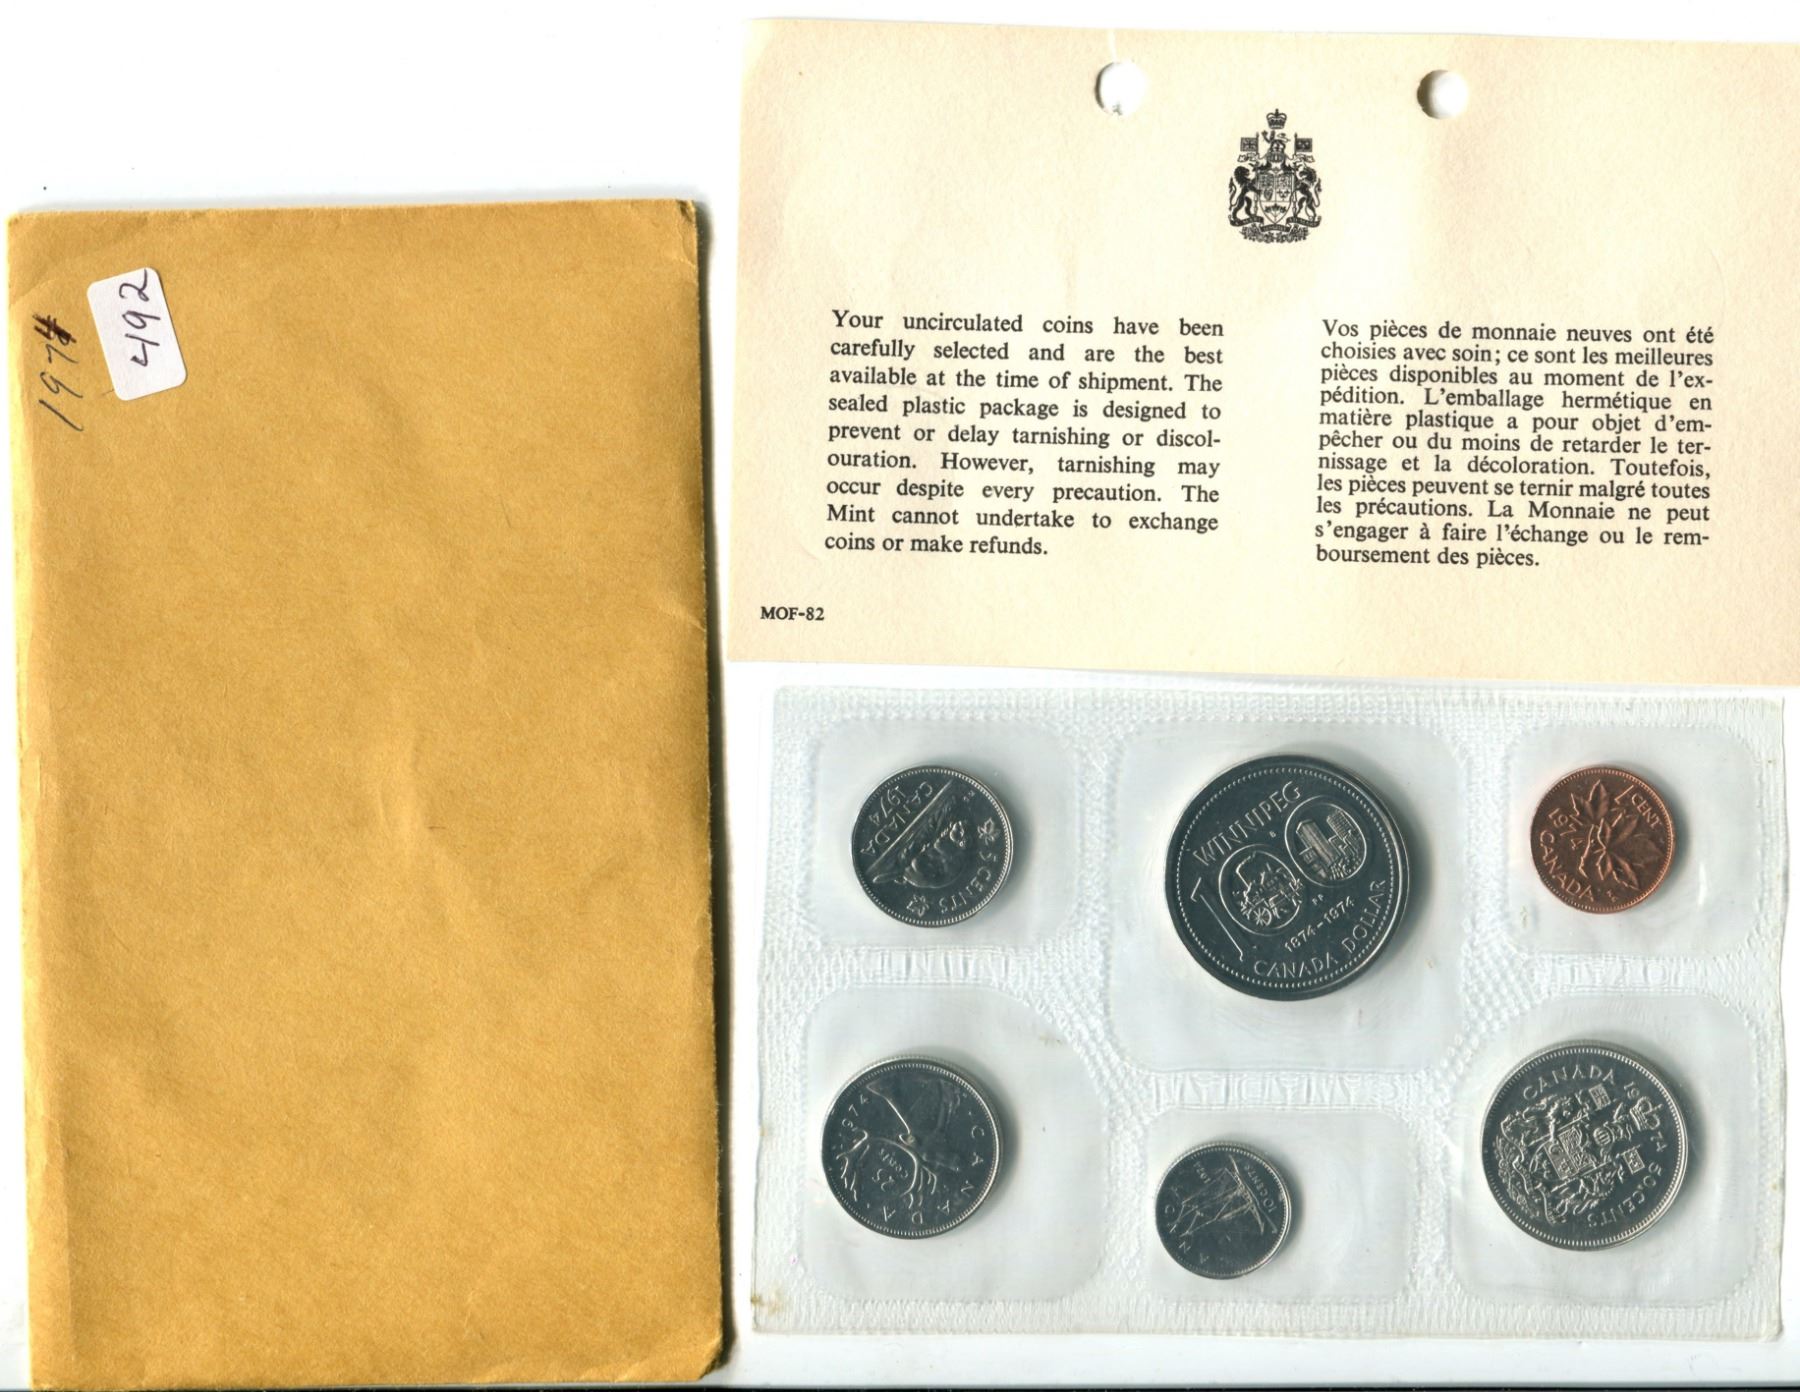 1974
492
Your uncirculated coins have been
carefully selected and are the best
available at the time of shipment. The
sealed plastic package is designed to
prevent or delay tarnishing or discol-
ouration. However, tarnishing may
occur despite every precaution. The
Mint cannot undertake to exchange
coins or make refunds.
Vos pièces de monnaie neuves ont été
choisies avec soin; ce sont les meilleures
pièces disponibles au moment de l'ex-
pédition. L'emballage hermétique en
matière plastique a pour objet d'em-
pêcher ou du moins de retarder le ter-
nissage et la décoloration. Toutefois,
les pièces peuvent se ternir malgré toutes
les précautions. La Monnaie ne peut
s'engager à faire l'échange ou le rem-
boursement des pièces.
MOF-82
5 CENTS
CANADA
1974
WINNIPEG
100
1874-1974
CANADA DOLLAR
1 CENT
1974
CANADA
1974
25
CENTS
CANADA
10 CENTS
1974
CANADA
CANADA 1974
50 CENTS